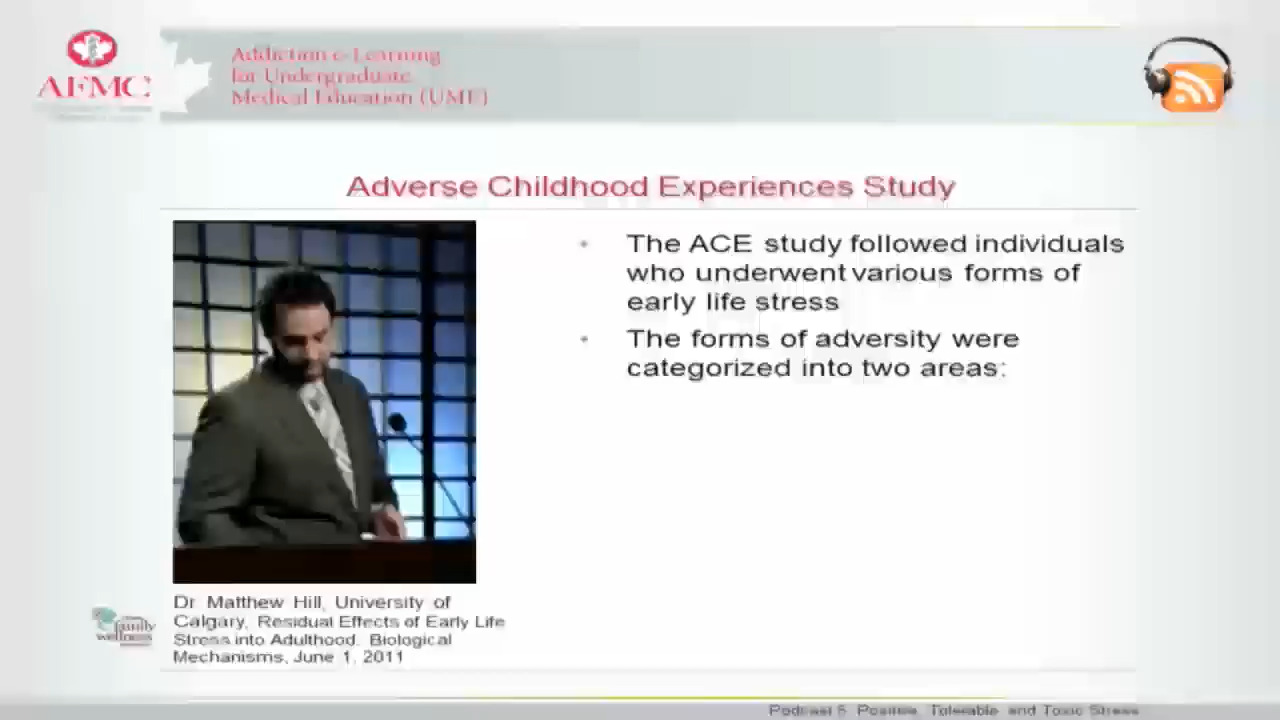 AFMC
Addiction e-Learning
for Undergraduate
Medical Education (UME)
Adverse Childhood Experiences Study
• The ACE study followed individuals
who underwent various forms of
early life stress
• The forms of adversity were
categorized into two areas:
Dr. Matthew Hill, University of
Calgary, Residual Effects of Early Life
Stress into Adulthood. Biological
Mechanisms, June 1, 2011
family
wellness
Podcast 5. Positive, Tolerable and Toxic Stress